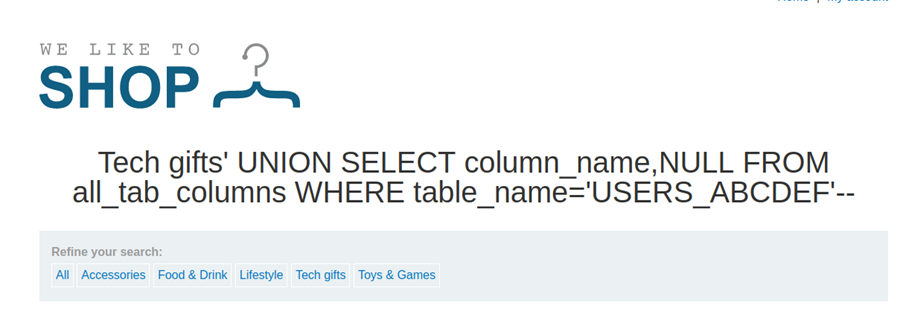 Home | My account
WE LIKE TO
SHOP
Tech gifts' UNION SELECT column_name,NULL FROM
all_tab_columns WHERE table_name='USERS_ABCDEF'--
Refine your search:
All Accessories Food & Drink Lifestyle Tech gifts Toys & Games